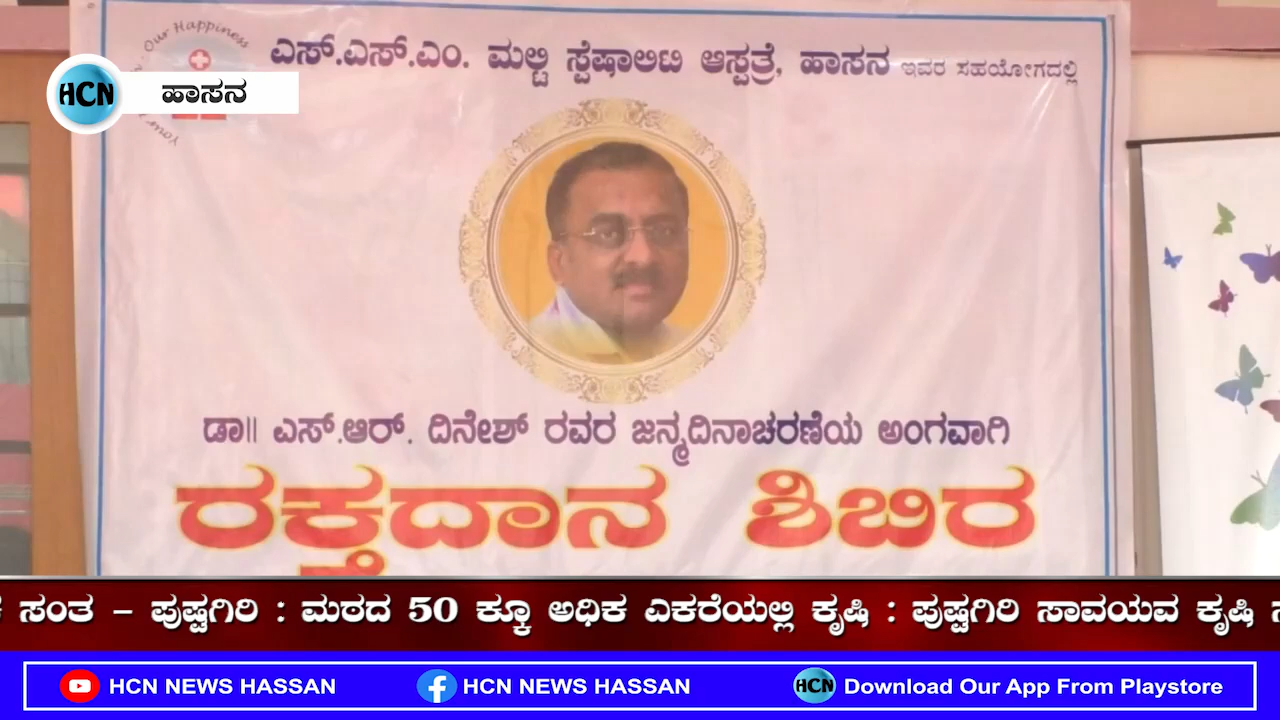 Our Happiness
ಎಸ್.ಎಸ್.ಎಂ. ಮಲ್ಟಿ ಸ್ಪೆಷಾಲಿಟಿ ಆಸ್ಪತ್ರೆ, ಹಾಸನ ಇವರ ಸಹಯೋಗದಲ್ಲಿ
HCN ಹಾಸನ
ಡಾ|| ಎಸ್.ಆರ್. ದಿನೇಶ್ ರವರ ಜನ್ಮದಿನಾಚರಣೆಯ ಅಂಗವಾಗಿ
ರಕ್ತದಾನ ಶಿಬಿರ
ಸಂತ – ಪುಷ್ಪಗಿರಿ : ಮಠದ 50 ಕ್ಕೂ ಅಧಿಕ ಎಕರೆಯಲ್ಲಿ ಕೃಷಿ : ಪುಷ್ಪಗಿರಿ ಸಾವಯವ ಕೃಷಿ
HCN NEWS HASSAN HCN NEWS HASSAN HCN Download Our App From Playstore